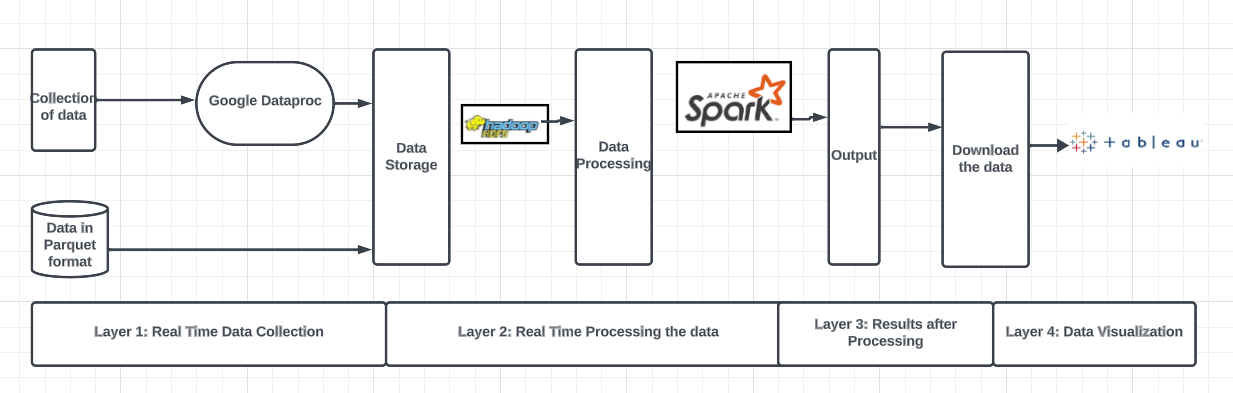 Collection
of data
Google Dataproc
Data
Storage
hadoop
HDFS
Data
Processing
APACHE
Spark
TM
Output
Download
the data
+ableau
Data in
Parquet
format
Layer 1: Real Time Data Collection
Layer 2: Real Time Processing the data
Layer 3: Results after
Processing
Layer 4: Data Visualization